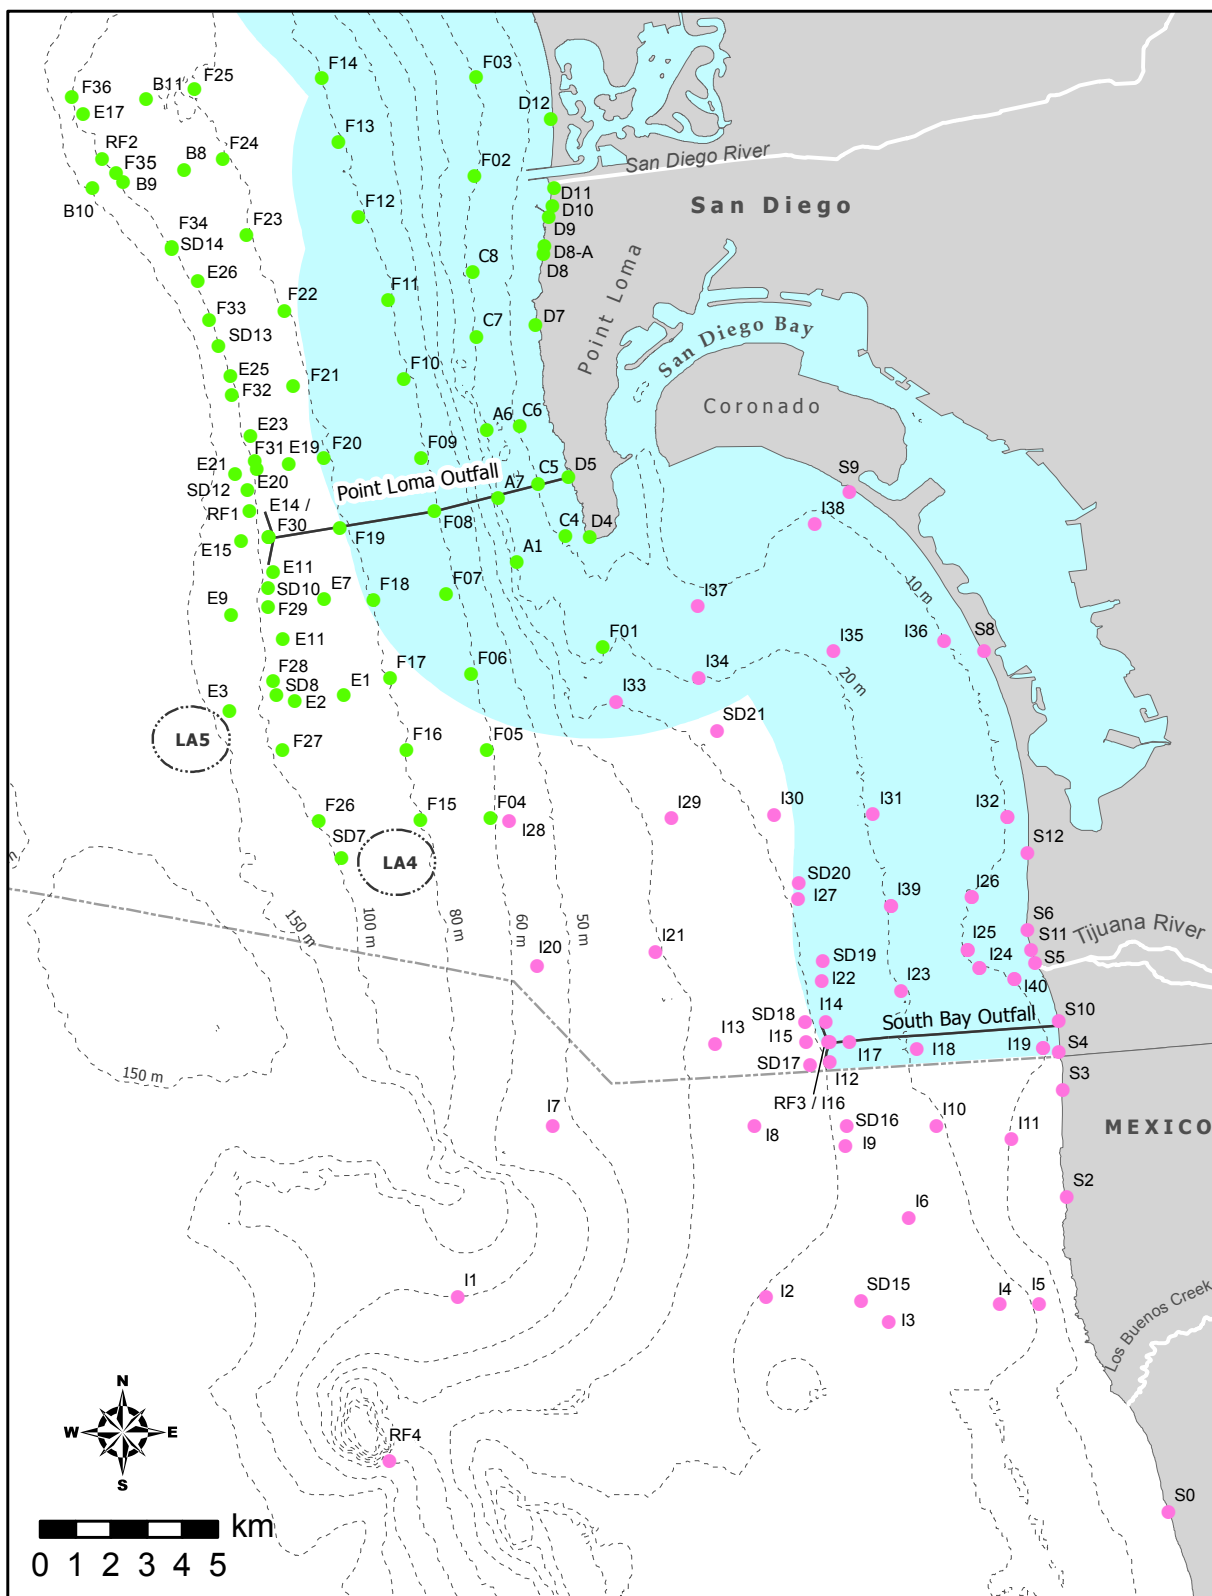 F14
F03
F25
B11
F36
E17
D12
F13
RF2
F35
B8
F24
F02
San Diego River
B9
B10
D11
San Diego
D10
F12
D9
F34
SD14
F23
D8-A
D8
C8
Point Loma
E26
F11
F22
F33
D7
San Diego Bay
C7
SD13
E25
F10
F21
F32
Coronado
C6
A6
E23
F20
F09
F31
E19
E21
E20
Point Loma Outfall
D5
C5
S9
SD12
A7
E14 /
RF1
F30
F08
I38
C4
D4
F19
E15
A1
E11
SD10
E7
F18
F07
10 m
I37
E9
F29
E11
F01
I36
S8
I35
F28
F17
F06
I34
20 m
SD8
E1
E3
E2
I33
SD21
LA5
F27
F16
F05
F26
F15
F04
I28
I29
I30
I31
I32
SD7
LA4
S12
SD20
I27
I26
I39
150 m
100 m
80 m
60 m
50 m
S6
Tijuana River
I20
I21
I25
S11
SD19
I24
S5
I22
I23
I40
SD18
I14
South Bay Outfall
S10
I13
I15
I17
I18
I19
S4
SD17
I12
150 m
RF3 / I16
S3
I7
I8
SD16
I10
I11
MEXICO
I9
S2
I6
I1
I2
SD15
I4
I5
I3
Los Buenos Creek
N
W
E
S
RF4
S0
km
0 1 2 3 4 5